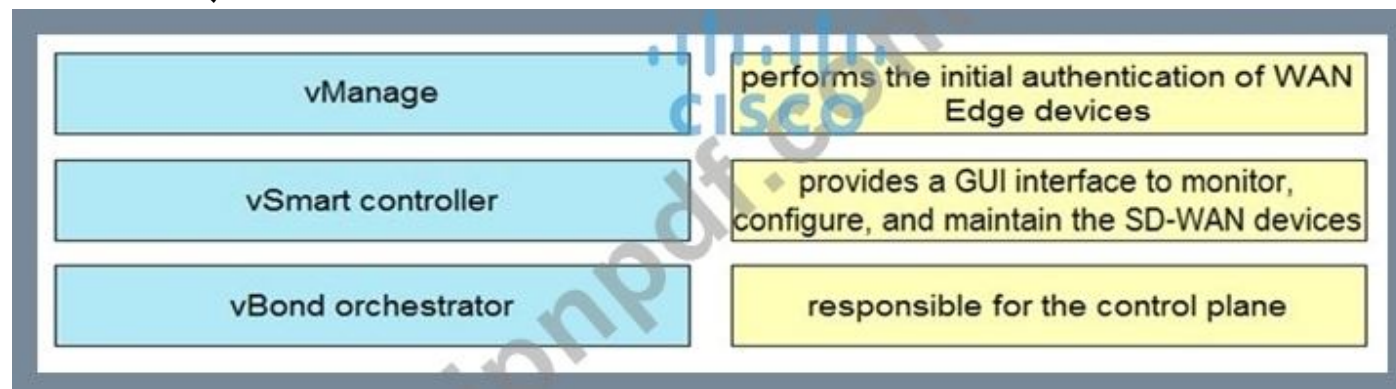 vManage
performs the initial authentication of WAN
Edge devices
CISCO
vSmart controller
provides a GUI interface to monitor,
configure, and maintain the SD-WAN devices
vBond orchestrator
responsible for the control plane